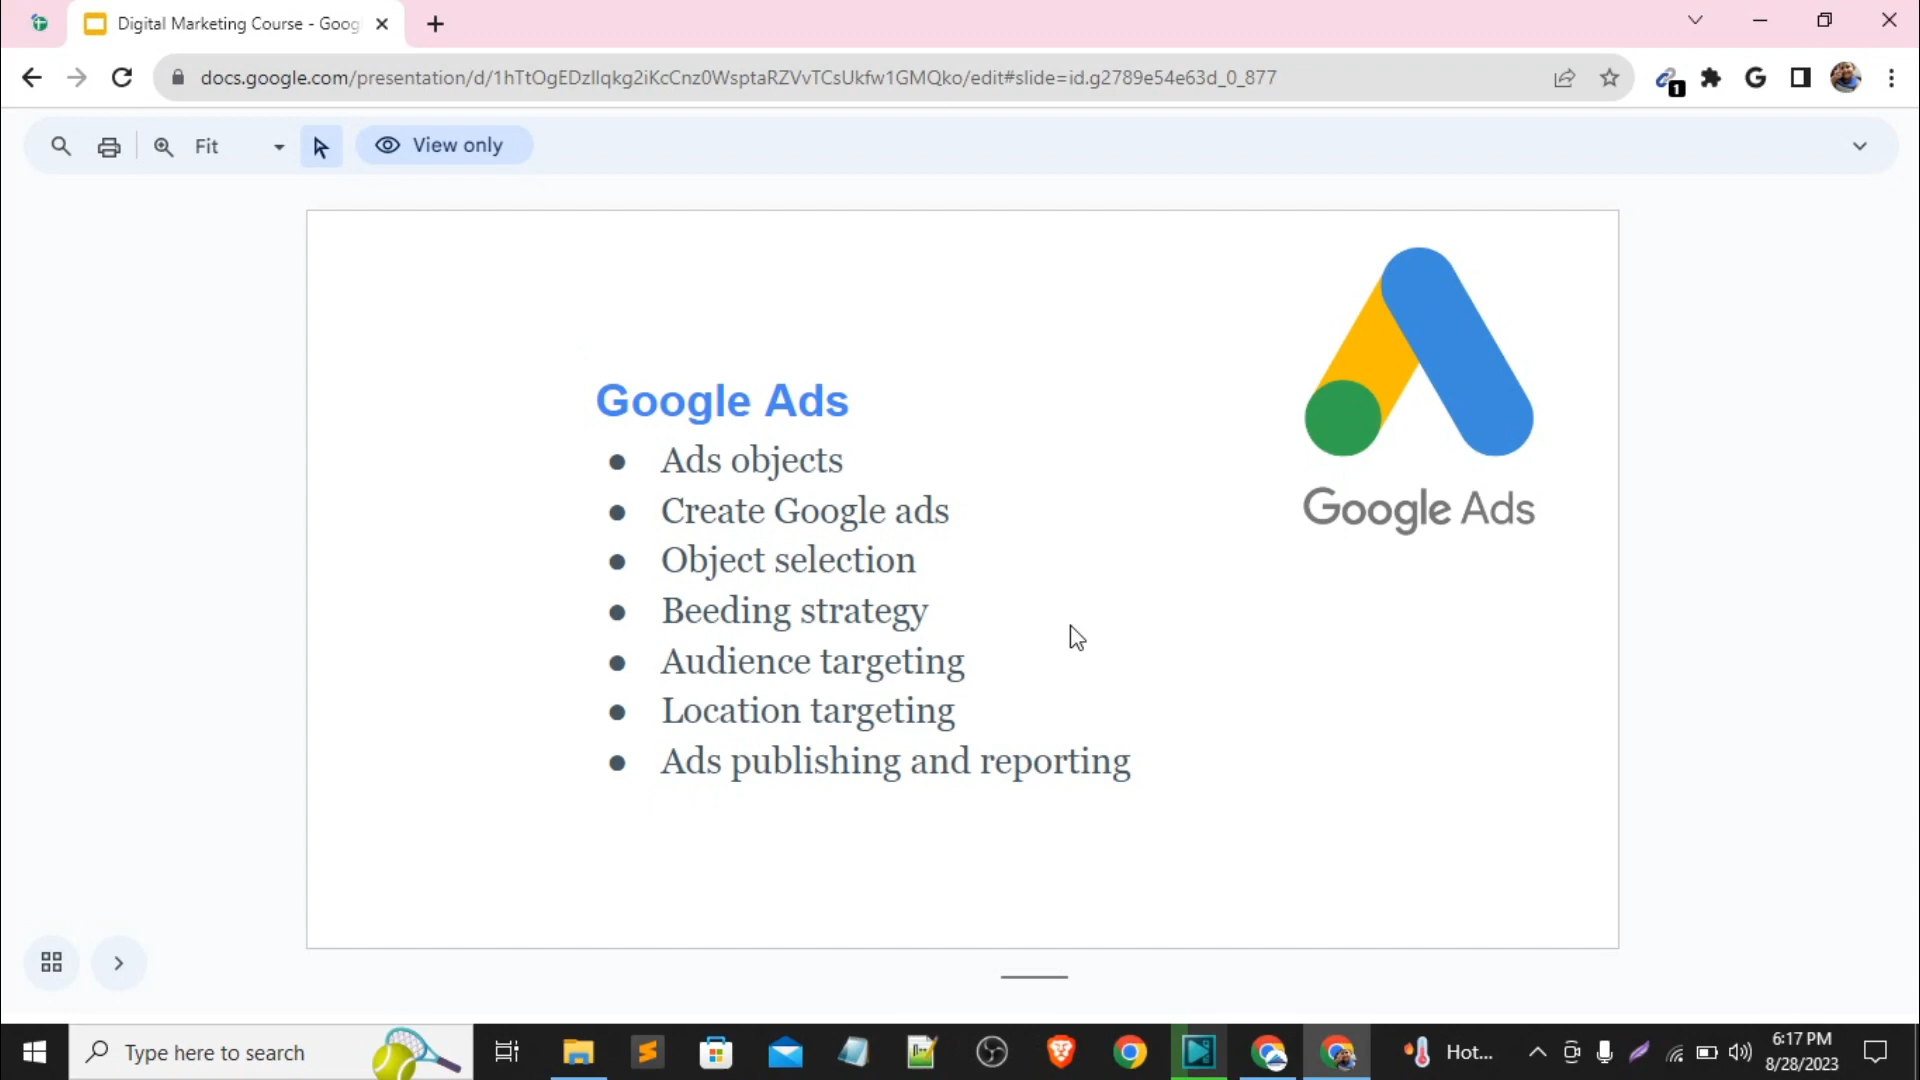 Digital Marketing Course - Goog
docs.google.com/presentation/d/1hTtOgEDzIlqkg2iKcCnz0WsptaRZVvTCsUkfw1GMQko/edit#slide=id.g2789e54e63d_0_877
1
Fit
View only
Google Ads
● Ads objects
● Create Google ads
● Object selection
● Beeding strategy
● Audience targeting
● Location targeting
● Ads publishing and reporting
Google Ads
Type here to search
Hot...
6:17 PM
8/28/2023